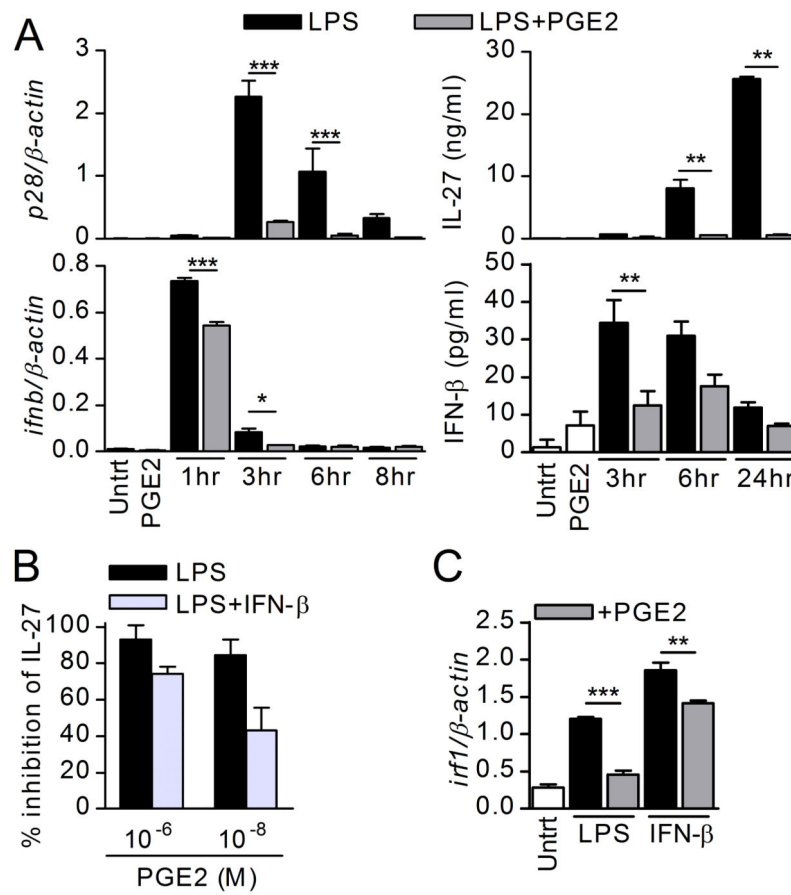 A
LPS
LPS+PGE2
p28/β-actin
3
2
1
0
***
***
IL-27 (ng/ml)
30
20
10
0
**
**
ifnb/β-actin
0.8
0.6
0.4
0.2
0.0
***
*
Untrt
PGE2
1hr
3hr
6hr
8hr
IFN-β (pg/ml)
50
40
30
20
10
0
**
Untrt
PGE2
3hr
6hr
24hr
B
LPS
LPS+IFN-β
% inhibition of IL-27
100
80
60
40
20
0
10⁻⁶
10⁻⁸
PGE2 (M)
C
+PGE2
irf1/β-actin
2.5
2.0
1.5
1.0
0.5
0.0
***
**
Untrt
LPS
IFN-β